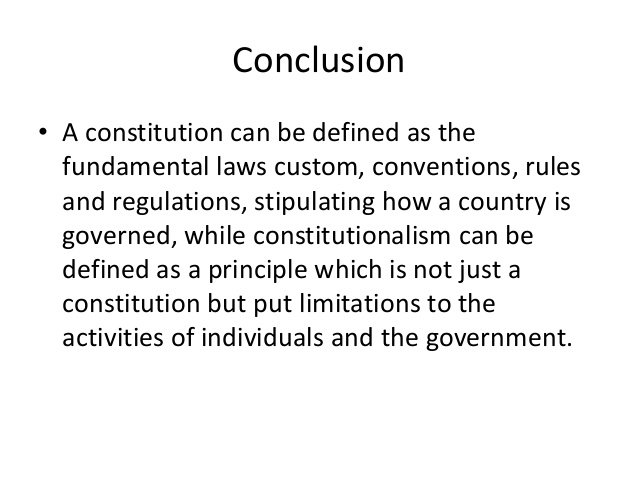 Conclusion
• A constitution can be defined as the
fundamental laws custom, conventions, rules
and regulations, stipulating how a country is
governed, while constitutionalism can be
defined as a principle which is not just a
constitution but put limitations to the
activities of individuals and the government.